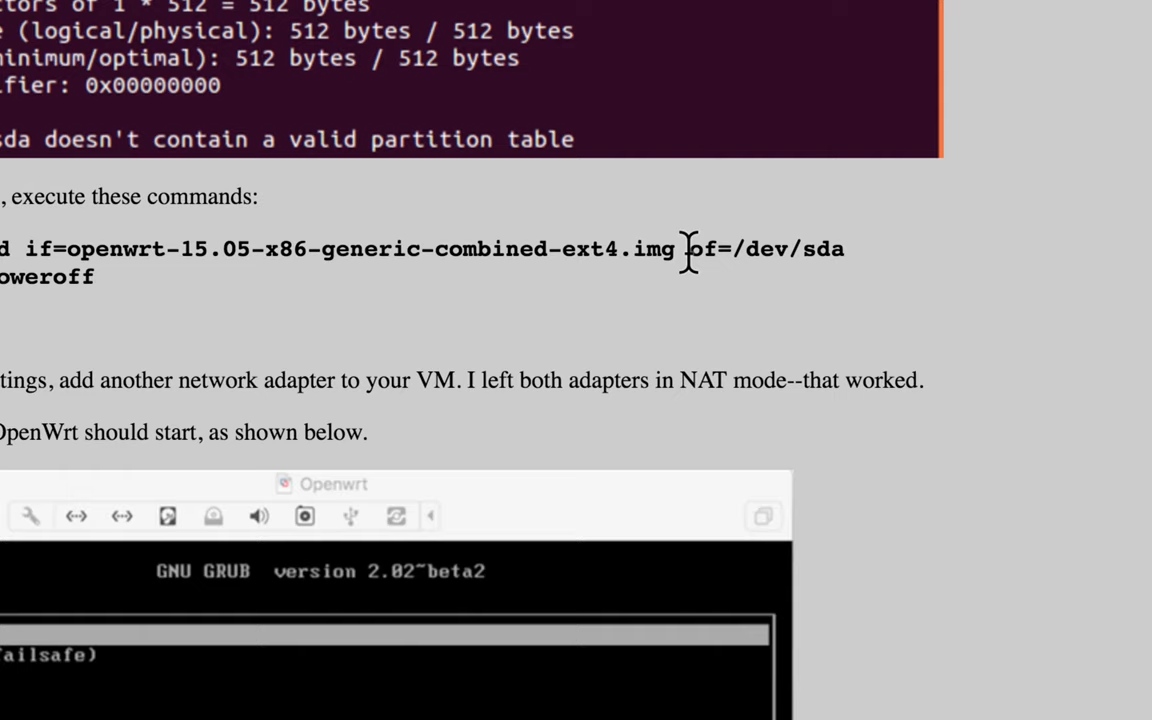 ctors of 1 * 512 = 512 bytes
e (logical/physical): 512 bytes / 512 bytes
minimum/optimal): 512 bytes / 512 bytes
ifier: 0x00000000
sda doesn't contain a valid partition table
, execute these commands:
d if=openwrt-15.05-x86-generic-combined-ext4.img of=/dev/sda
oweroff
tings, add another network adapter to your VM. I left both adapters in NAT mode--that worked.
OpenWrt should start, as shown below.
Openwrt
GNU GRUB version 2.02~beta2
failsafe)